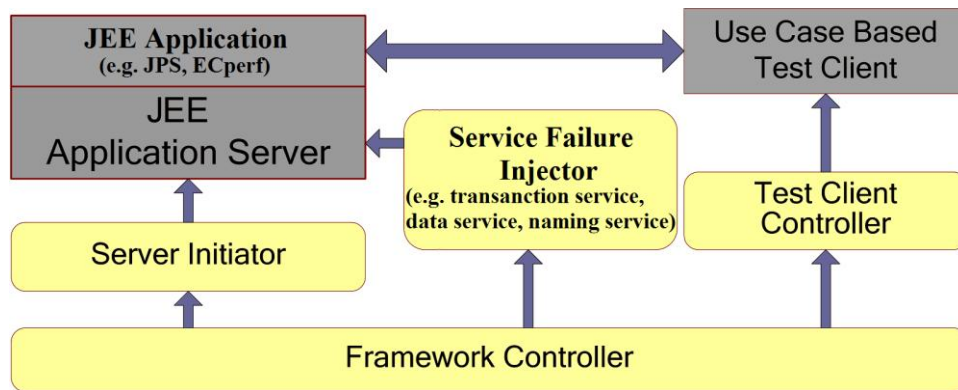 JEE Application
(e.g. JPS, ECperf)
JEE
Application Server
Use Case Based
Test Client
Service Failure
Injector
(e.g. transanction service,
data service, naming service)
Test Client
Controller
Server Initiator
Framework Controller